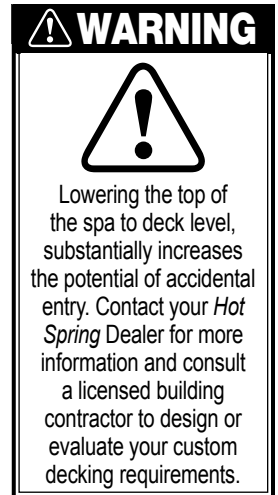 WARNING
Lowering the top of
the spa to deck level,
substantially increases
the potential of accidental
entry. Contact your Hot
Spring Dealer for more
information and consult
a licensed building
contractor to design or
evaluate your custom
decking requirements.